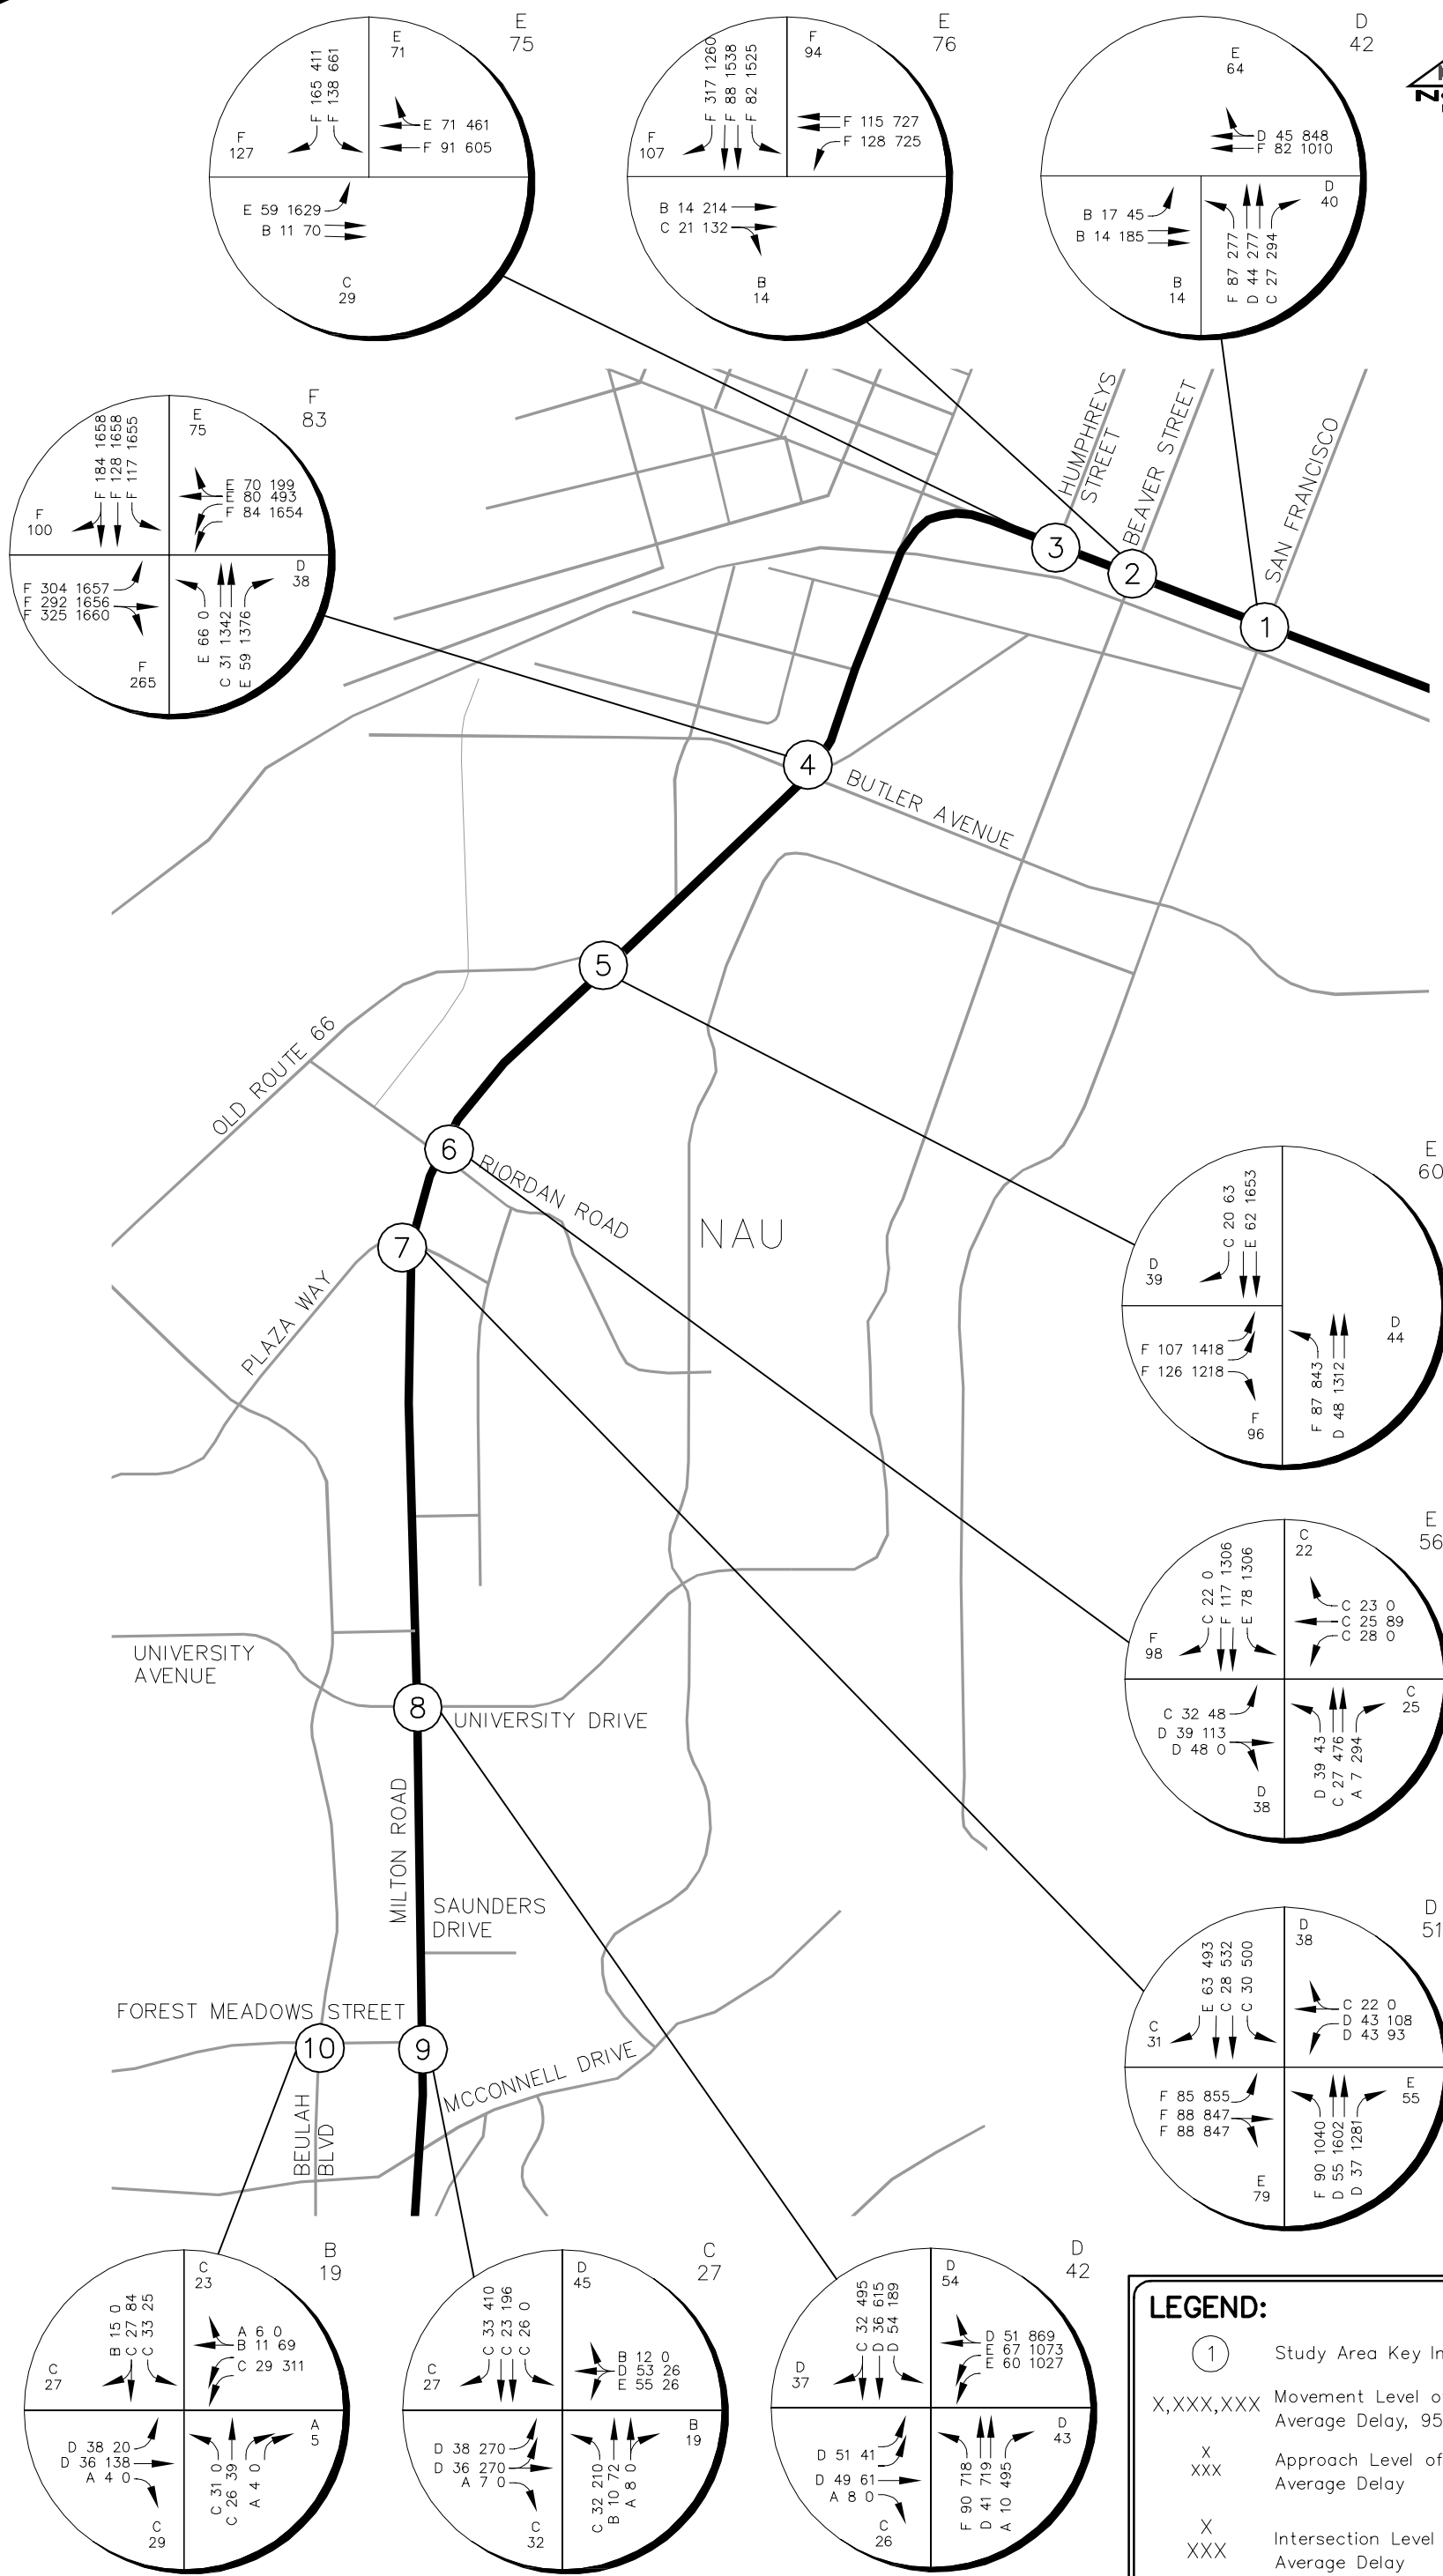 E
75
E
71
F 165 411
F 138 661
F
127
E 71 461
F 91 605
E 59 1629
B 11 70
C
29
E
76
F
94
F 317 1260
F 88 1538
F 82 1525
F
107
F 115 727
F 128 725
B 14 214
C 21 132
B
14
D
42
E
64
D 45 848
F 82 1010
B 17 45
B 14 185
B
14
F 87 277
D 44 277
C 27 294
D
40
F
83
E
75
F 184 1658
F 128 1658
F 117 1655
F
100
E 70 199
E 80 493
F 84 1654
F 304 1657
F 292 1656
F 325 1660
F
265
E 66 0
C 31 1342
E 59 1376
D
38
HUMPHREYS
STREET
BEAVER STREET
SAN FRANCISCO
3
2
1
4
BUTLER AVENUE
5
OLD ROUTE 66
6
RIORDAN ROAD
NAU
7
PLAZA WAY
E
60
C 20 63
E 62 1653
D
39
F 107 1418
F 126 1218
F
96
F 87 843
D 48 1312
D
44
E
56
C
22
C 22 0
F 117 1306
E 78 1306
F
98
C 23 0
C 25 89
C 28 0
C 32 48
D 39 113
D 48 0
D
38
D 39 43
C 27 476
A 7 294
C
25
UNIVERSITY
AVENUE
8
UNIVERSITY DRIVE
MILTON ROAD
SAUNDERS
DRIVE
D
51
D
38
E 63 493
C 28 532
C 30 500
C
31
C 22 0
D 43 108
D 43 93
F 85 855
F 88 847
F 88 847
E
79
F 90 1040
D 55 1602
D 37 1281
E
55
FOREST MEADOWS STREET
10
9
MCCONNELL DRIVE
BEULAH
BLVD
B
19
C
23
B 15 0
C 27 84
C 33 25
C
27
A 6 0
B 11 69
C 29 311
D 38 20
D 36 138
A 4 0
C
29
C 31 0
C 26 39
A 4 0
A
5
C
27
D
45
C 33 410
C 23 196
C 26 0
C
27
B 12 0
D 53 26
E 55 26
D 38 270
D 36 270
A 7 0
C
32
C 32 210
B 10 72
A 8 0
B
19
D
42
D
54
C 32 495
D 36 615
D 54 189
D
37
D 51 869
E 67 1073
E 60 1027
D 51 41
D 49 61
A 8 0
C
26
F 90 718
D 41 719
A 10 495
D
43
LEGEND:
1 Study Area Key In
X,XXX,XXX Movement Level o
Average Delay, 95
X
XXX
Approach Level of
Average Delay
X
XXX
Intersection Level
Average Delay